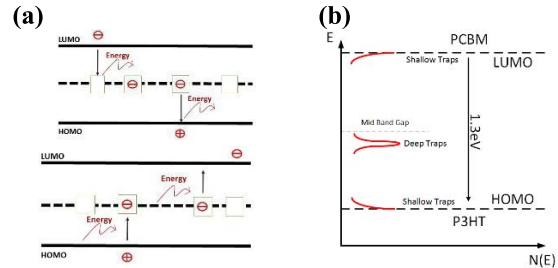 (a)
LUMO
Energy
Energy
HOMO
LUMO
Energy
Energy
HOMO
(b)
E
PCBM
Shallow Traps
LUMO
Mid Band Gap
Deep Traps
1.3eV
Shallow Traps
HOMO
P3HT
N(E)